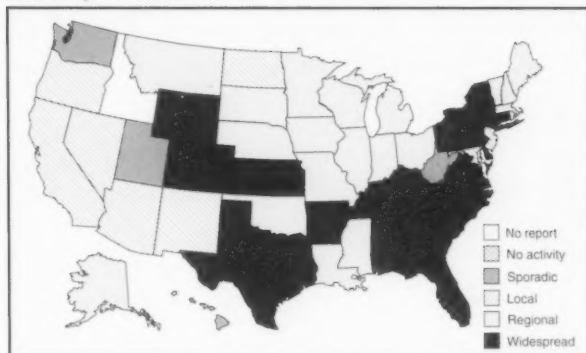 No report
No activity
Sporadic
Local
Regional
Widespread